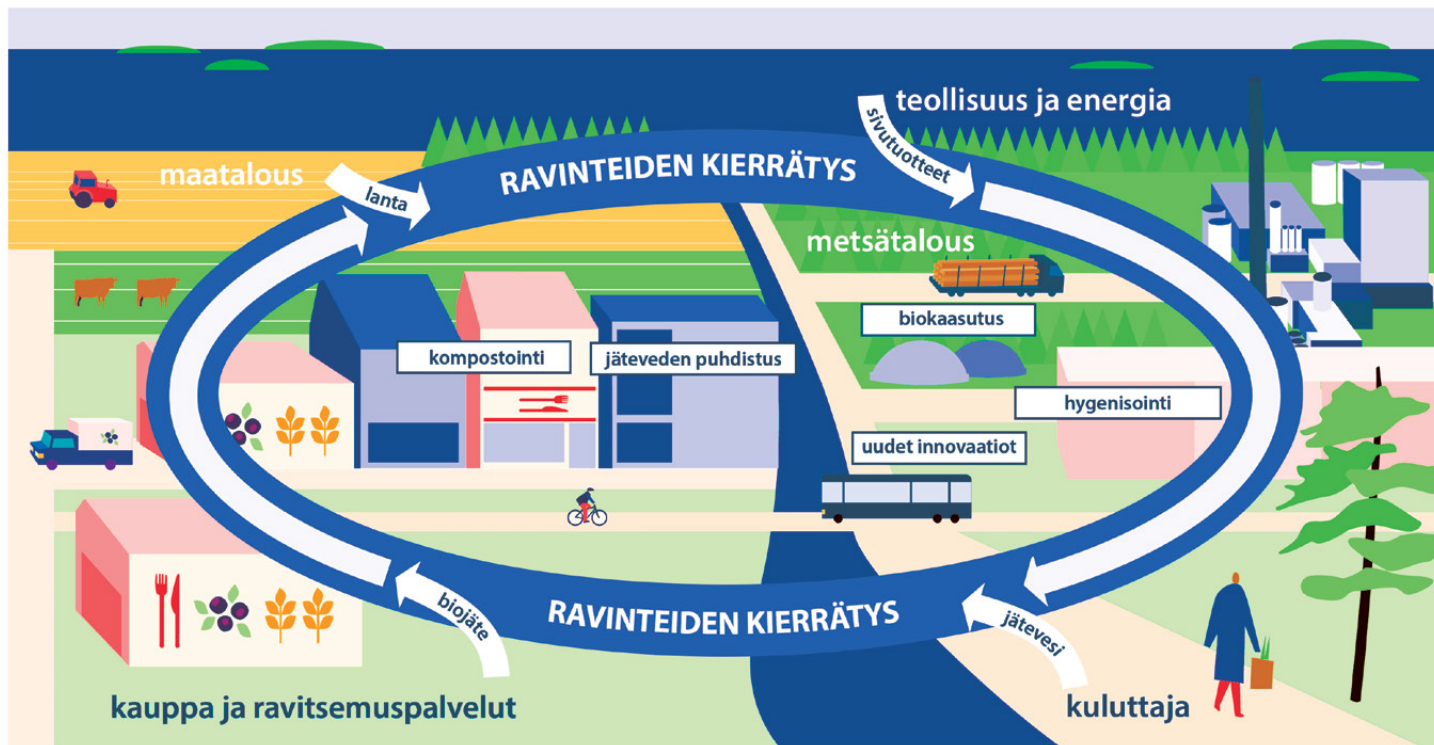 teollisuus ja energia
sivutuotteet
RAVINTEIDEN KIERRÄTYS
maatalous
lanta
metsätalous
biokaasutus
kompostointi
jäteveden puhdistus
hygenisointi
uudet innovaatiot
RAVINTEIDEN KIERRÄTYS
biojäte
jätevesi
kauppa ja ravitsemuspalvelut
kuluttaja